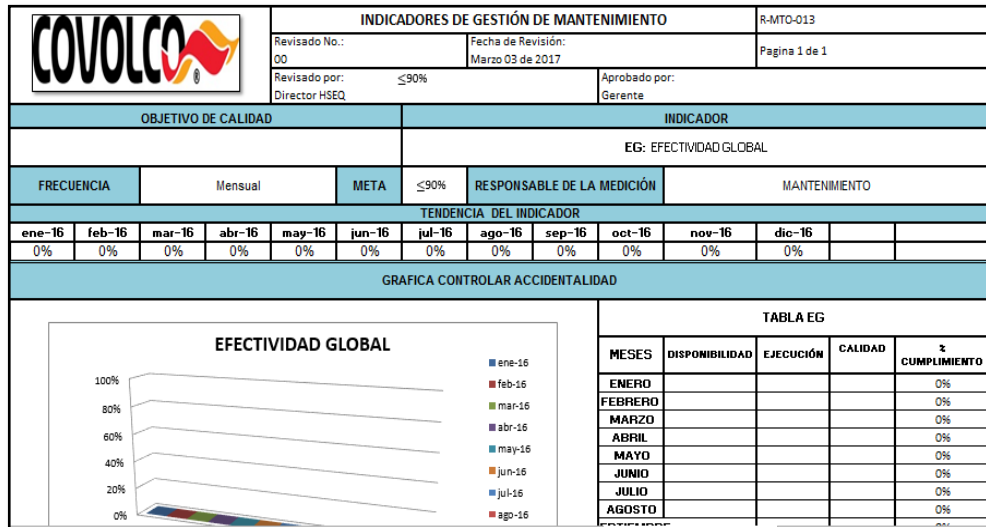 COVOLCO®
INDICADORES DE GESTIÓN DE MANTENIMIENTO
R-MTO-013
Revisado No.:
00
Fecha de Revisión:
Marzo 03 de 2017
Pagina 1 de 1
Revisado por:
≤90%
Director HSEQ
Aprobado por:
Gerente
OBJETIVO DE CALIDAD
INDICADOR
EG: EFECTIVIDAD GLOBAL
FRECUENCIA
Mensual
META
≤90%
RESPONSABLE DE LA MEDICIÓN
MANTENIMIENTO
TENDENCIA DEL INDICADOR
ene-16 feb-16 mar-16 abr-16 may-16 jun-16 jul-16 ago-16 sep-16 oct-16 nov-16 dic-16
0% 0% 0% 0% 0% 0% 0% 0% 0% 0% 0% 0%
GRAFICA CONTROLAR ACCIDENTALIDAD
EFECTIVIDAD GLOBAL
100%
80%
60%
40%
20%
0%
ene-16
feb-16
mar-16
abr-16
may-16
jun-16
jul-16
ago-16
TABLA EG
MESES DISPONIBILIDAD EJECUCIÓN CALIDAD % CUMPLIMIENTO
ENERO 0%
FEBRERO 0%
MARZO 0%
ABRIL 0%
MAYO 0%
JUNIO 0%
JULIO 0%
AGOSTO 0%